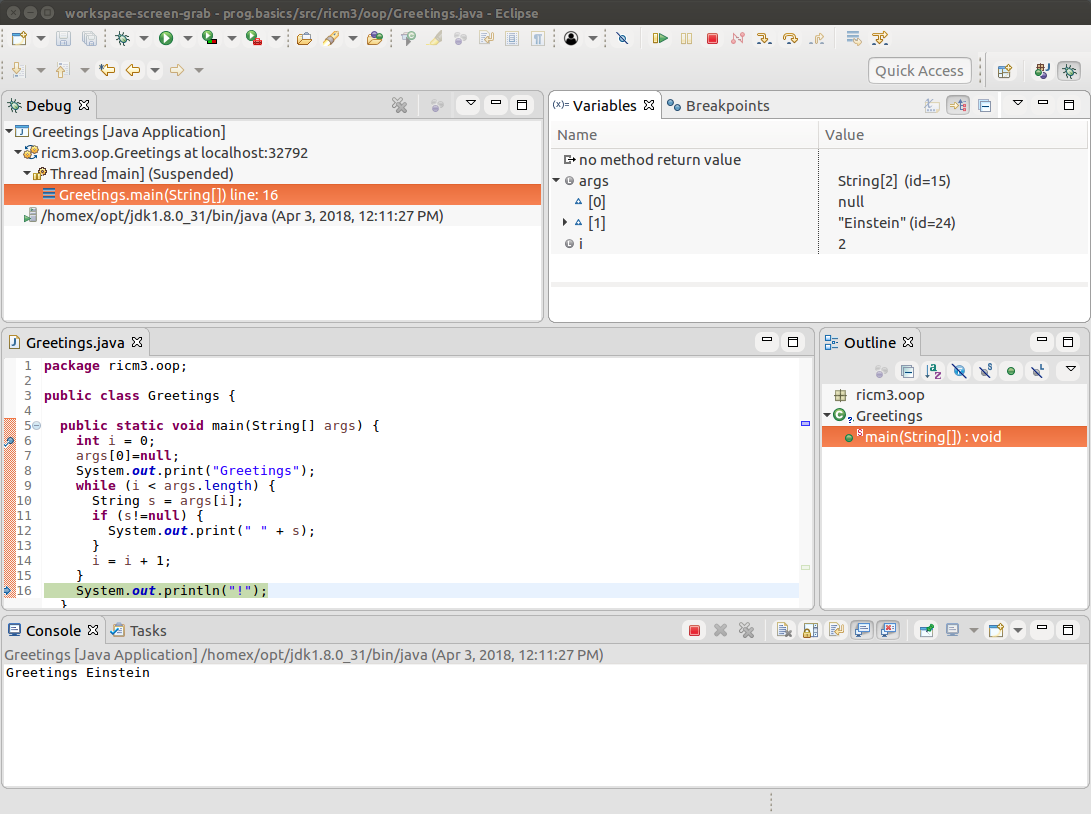 workspace-screen-grab - prog.basics/src/ricm3/oop/Greetings.java - Eclipse
Quick Access
Debug
Greetings [Java Application]
ricm3.oop.Greetings at localhost:32792
Thread [main] (Suspended)
Greetings.main(String[]) line: 16
/homex/opt/jdk1.8.0_31/bin/java (Apr 3, 2018, 12:11:27 PM)
(x)= Variables
Breakpoints
Name Value
no method return value
args String[2] (id=15)
[0] null
[1] "Einstein" (id=24)
i 2
Greetings.java
1 package ricm3.oop;
2
3 public class Greetings {
4
5 public static void main(String[] args) {
6 int i = 0;
7 args[0]=null;
8 System.out.print("Greetings");
9 while (i < args.length) {
10 String s = args[i];
11 if (s!=null) {
12 System.out.print(" " + s);
13 }
14 i = i + 1;
15 }
16 System.out.println("!");
}
Outline
ricm3.oop
Greetings
main(String[]) : void
Console
Tasks
Greetings [Java Application] /homex/opt/jdk1.8.0_31/bin/java (Apr 3, 2018, 12:11:27 PM)
Greetings Einstein